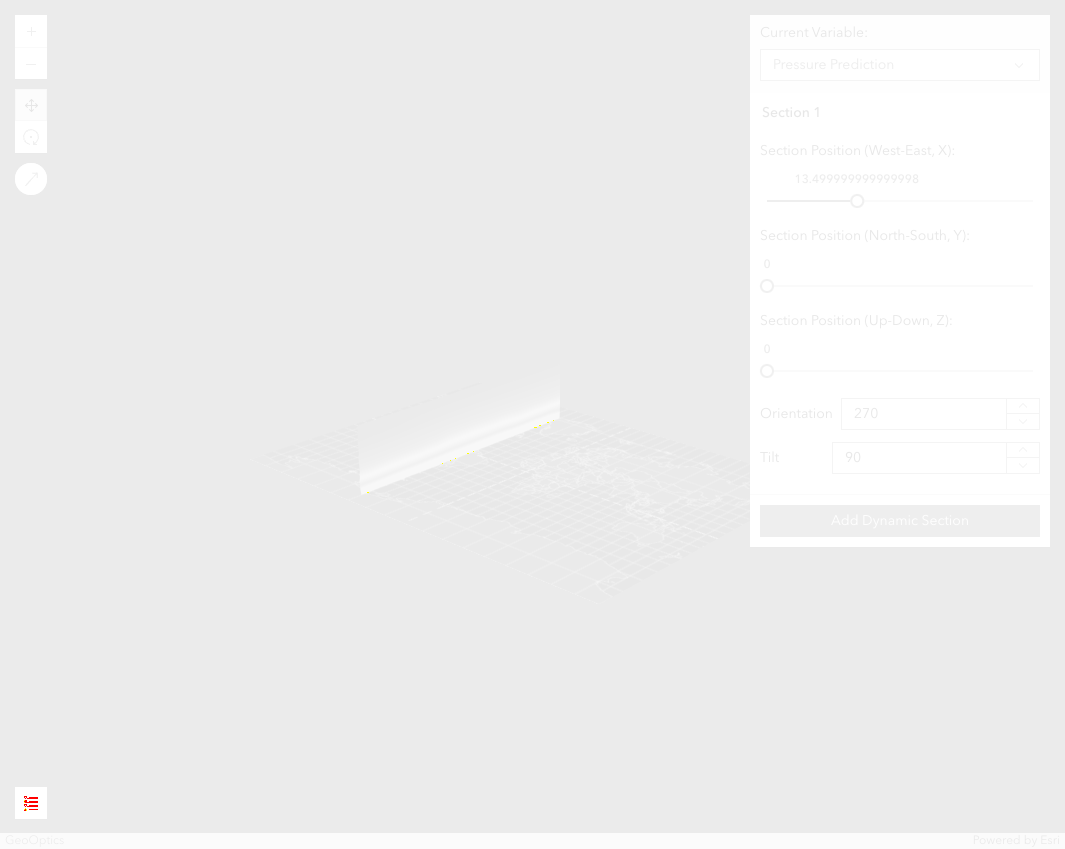 Current Variable:
Pressure Prediction
Section 1
Section Position (West-East, X):
13.499999999999998
Section Position (North-South, Y):
0
Section Position (Up-Down, Z):
0
Orientation 270
Tilt 90
Add Dynamic Section
GeoOptics
Powered by Esri